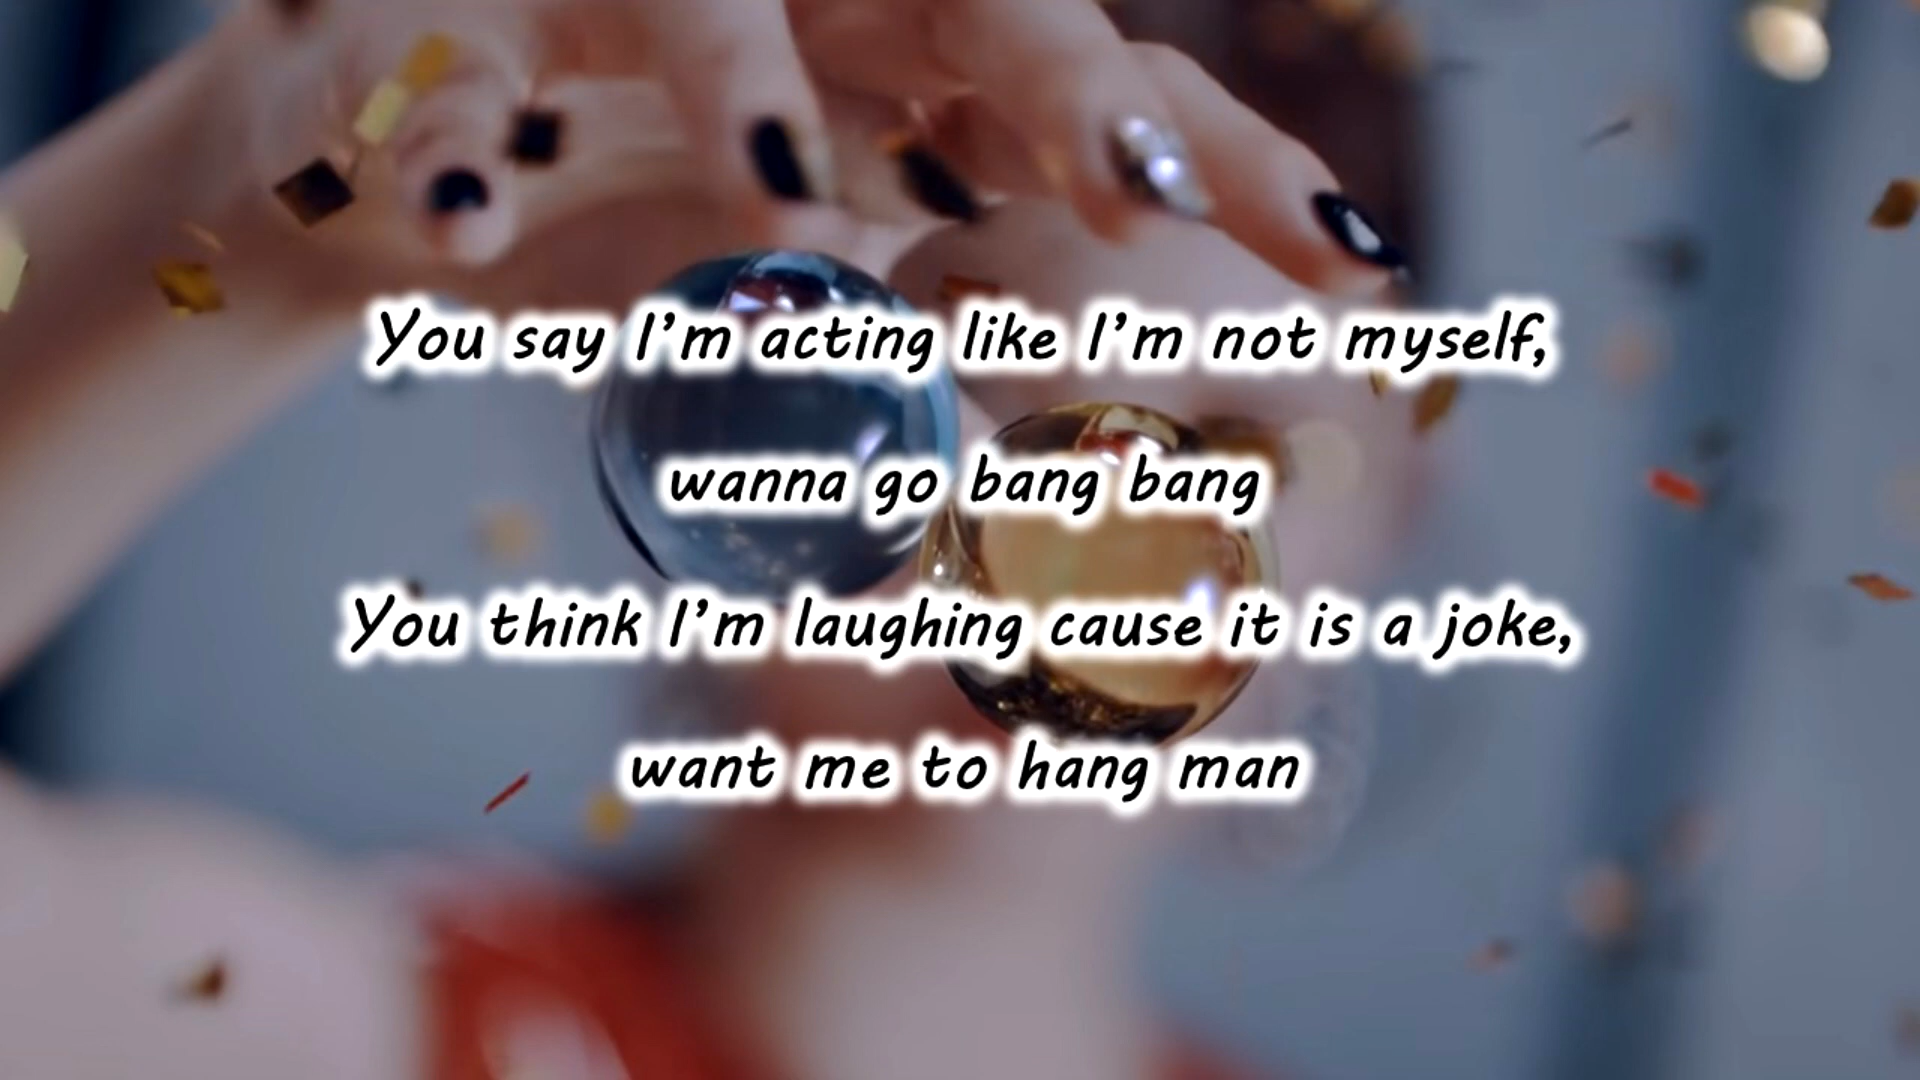 You say I’m acting like I’m not myself,
wanna go bang bang
You think I’m laughing cause it is a joke,
want me to hang man